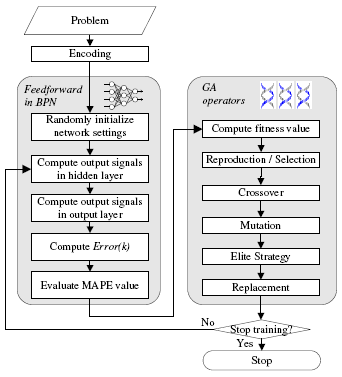 Problem
Encoding
Feedforward
in BPN
Randomly initialize
network settings
Compute output signals
in hidden layer
Compute output signals
in output layer
Compute Error(k)
Evaluate MAPE value
GA
operators
Compute fitness value
Reproduction / Selection
Crossover
Mutation
Elite Strategy
Replacement
No
Stop training?
Yes
Stop